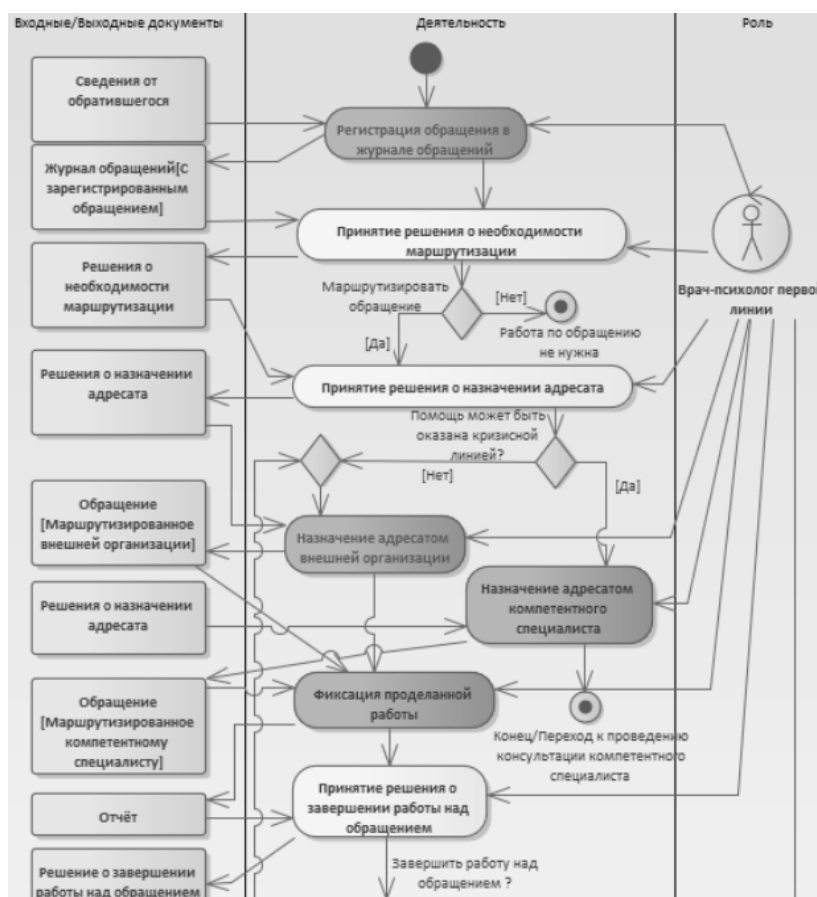 Входные/Выходные документы
Деятельность
Роль
Сведения от
обратившегося
Регистрация обращения в
журнале обращений
Журнал обращений[С
зарегистрированным
обращением]
Принятие решения о необходимости
маршрутизации
Решения о
необходимости
маршрутизации
Врач-психолог перво
линии
Маршрутизировать
обращение
[Нет]
Работа по обращению
не нужна
[Да]
Решения о назначении
адресата
Принятие решения о назначении адресата
Помощь может быть
оказана кризисной
линией?
[Нет]
[Да]
Обращение
[Маршрутизированное
внешней организации]
Назначение адресатом
внешней организации
Решения о назначении
адресата
Назначение адресатом
компетентного
специалиста
Обращение
[Маршрутизированное
компетентному
специалисту]
Фиксация проделанной
работы
Конец/Переход к проведению
консультации компетентного
специалиста
Отчёт
Принятие решения о
завершении работы над
обращением
Решение о завершении
работы над обращением
Завершить работу над
обращением ?